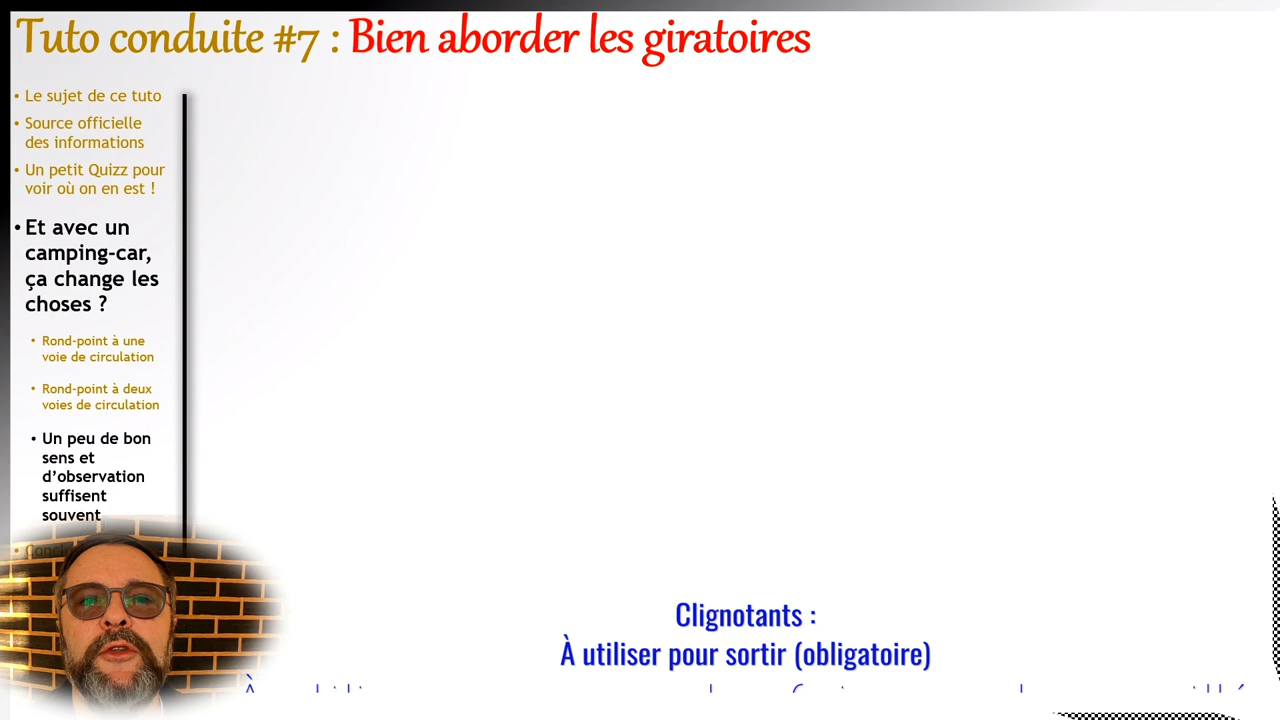 Tuto conduite #7 : Bien aborder les giratoires
• Le sujet de ce tuto
• Source officielle
des informations
• Un petit Quizz pour
voir où on en est !
• Et avec un
camping-car,
ça change les
choses ?
• Rond-point à une
voie de circulation
• Rond-point à deux
voies de circulation
• Un peu de bon
sens et
d’observation
suffisent
souvent
Clignotants :
À utiliser pour sortir (obligatoire)